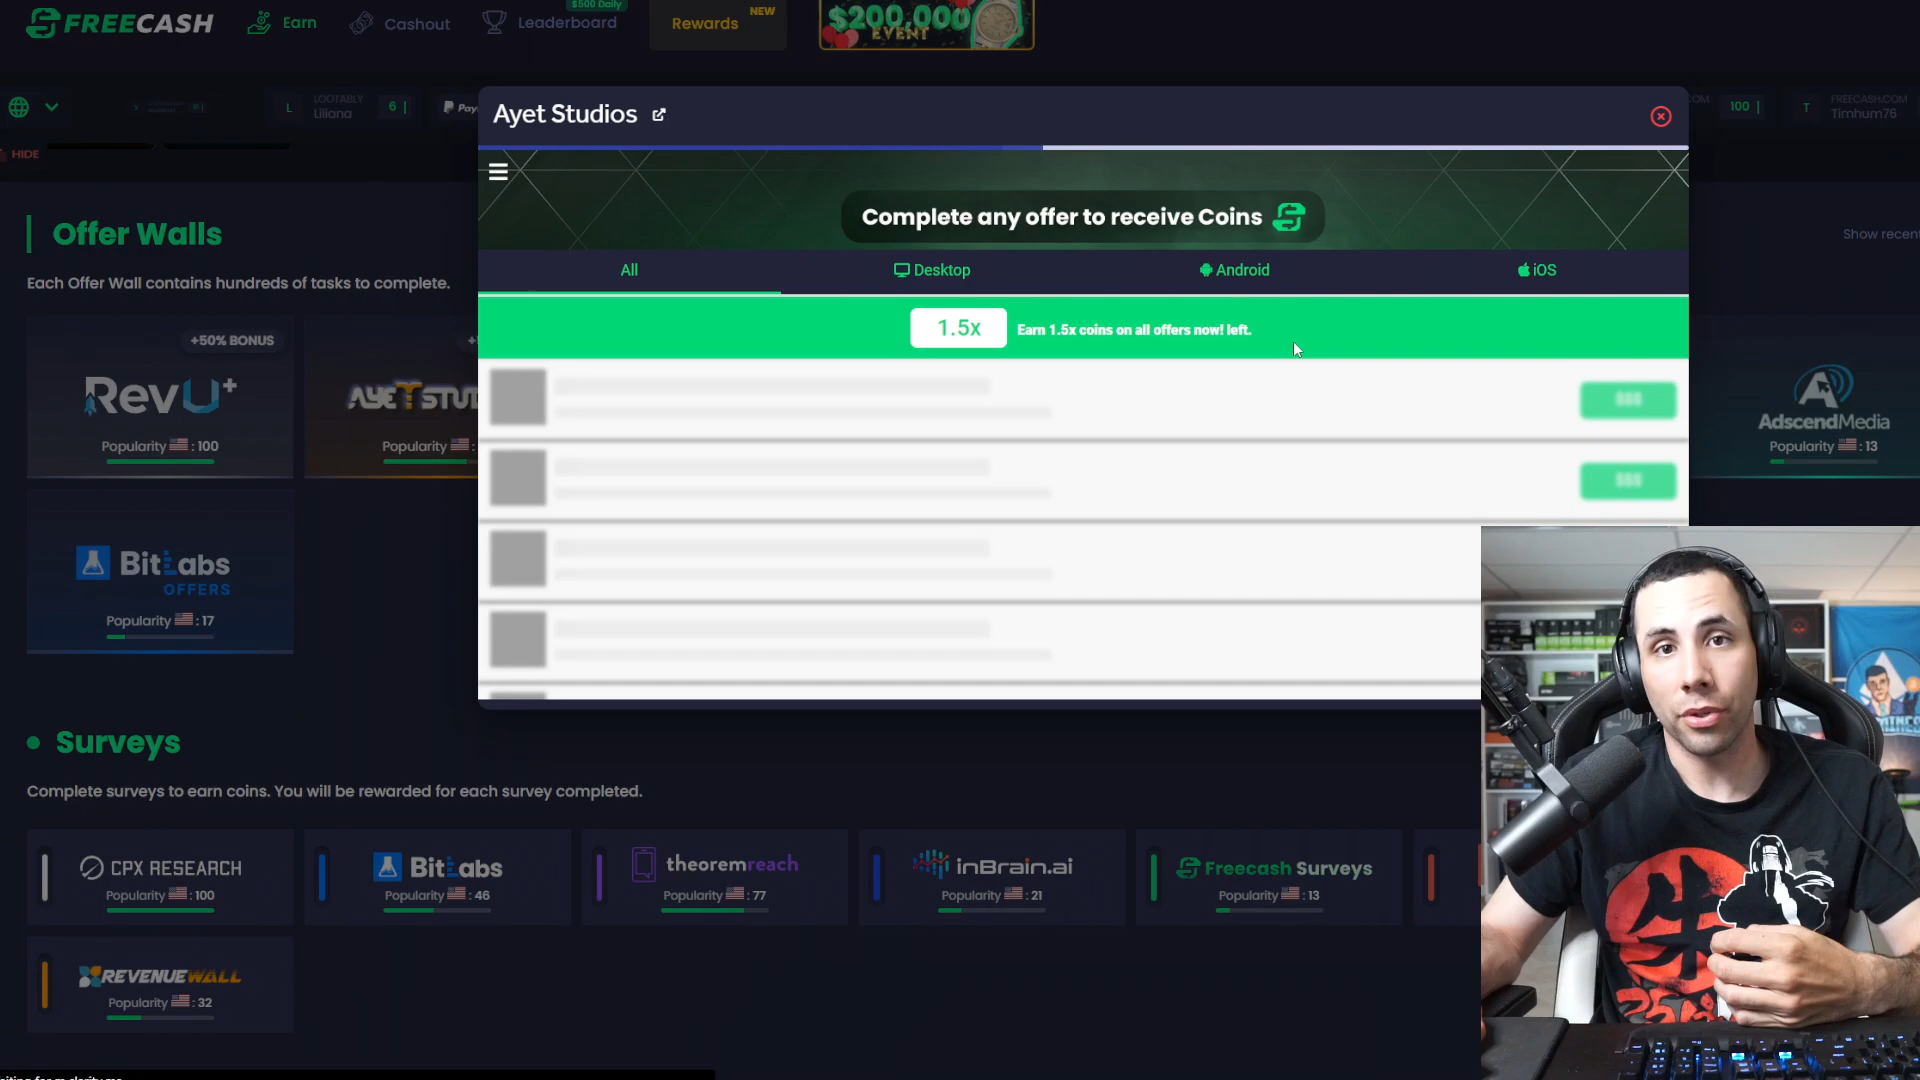 FREECASH
Earn
Cashout
$500 Daily
Leaderboard
Rewards
NEW
$200,000
EVENT
L
LOOTABLY
Liliana
6
Pay
100
T
FREECASH.COM
Timhum76
HIDE
Ayet Studios
Complete any offer to receive Coins
All
Desktop
Android
iOS
1.5x
Earn 1.5x coins on all offers now! left.
$$$
$$$
Offer Walls
Show recen
Each Offer Wall contains hundreds of tasks to complete.
+50% BONUS
RevU+
Popularity : 100
AYET STU
Popularity :
AdscendMedia
Popularity : 13
BitLabs
OFFERS
Popularity : 17
Surveys
Complete surveys to earn coins. You will be rewarded for each survey completed.
CPX RESEARCH
Popularity : 100
BitLabs
Popularity : 46
theoremreach
Popularity : 77
inBrain.ai
Popularity : 21
Freecash Surveys
Popularity : 13
REVENUEWALL
Popularity : 32
朱